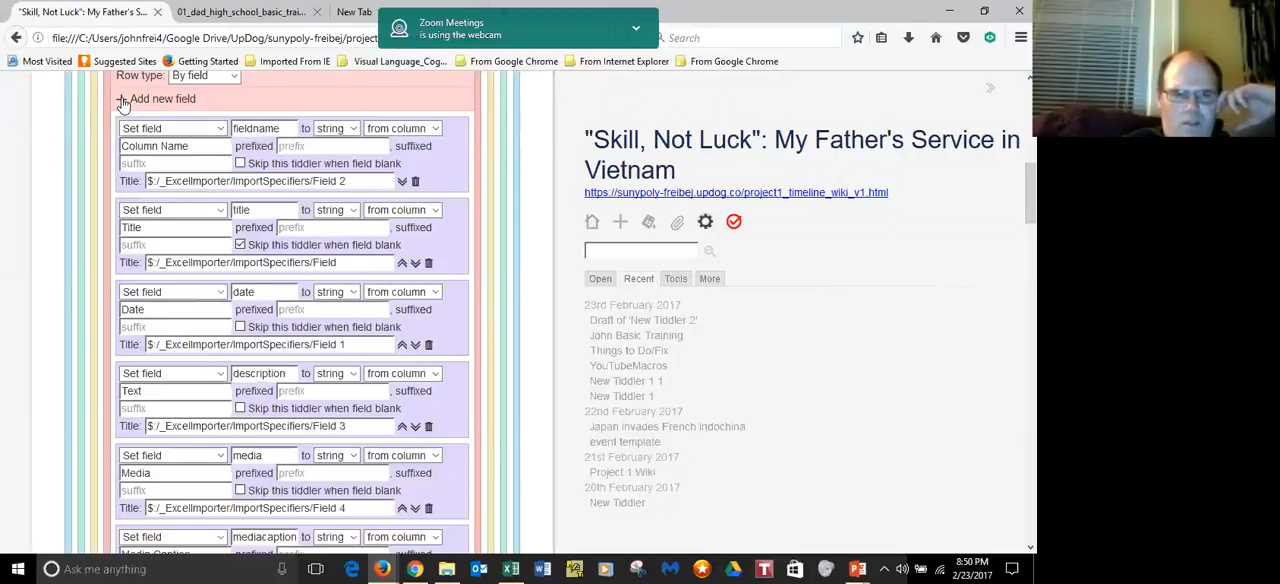 "Skill, Not Luck": My Father's S...
01_dad_high_school_basic_trai...
New Tab
Zoom Meetings
is using the webcam
file:///C:/Users/johnfrei4/Google Drive/UpDog/sunypoly-freibej/project
Search
Most Visited
Suggested Sites
Getting Started
Imported From IE
Visual_Language_Cog...
From Google Chrome
From Internet Explorer
From Google Chrome
Row type: By field
Add new field
Set field fieldname to string from column
Column Name prefixed prefix , suffixed
suffix Skip this tiddler when field blank
Title: $:/_ExcelImporter/ImportSpecifiers/Field 2
Set field title to string from column
Title prefixed prefix , suffixed
suffix Skip this tiddler when field blank
Title: $:/_ExcelImporter/ImportSpecifiers/Field
Set field date to string from column
Date prefixed prefix , suffixed
suffix Skip this tiddler when field blank
Title: $:/_ExcelImporter/ImportSpecifiers/Field 1
Set field description to string from column
Text prefixed prefix , suffixed
suffix Skip this tiddler when field blank
Title: $:/_ExcelImporter/ImportSpecifiers/Field 3
Set field media to string from column
Media prefixed prefix , suffixed
suffix Skip this tiddler when field blank
Title: $:/_ExcelImporter/ImportSpecifiers/Field 4
Set field mediacaption to string from column
"Skill, Not Luck": My Father's Service in
Vietnam
https://sunypoly-freibej.updog.co/project1_timeline_wiki_v1.html
Open Recent Tools More
23rd February 2017
Draft of 'New Tiddler 2'
John Basic Training
Things to Do/Fix
YouTubeMacros
New Tiddler 1 1
New Tiddler 1
22nd February 2017
Japan invades French Indochina
event template
21st February 2017
Project 1 Wiki
20th February 2017
New Tiddler
Ask me anything
8:50 PM
2/23/2017